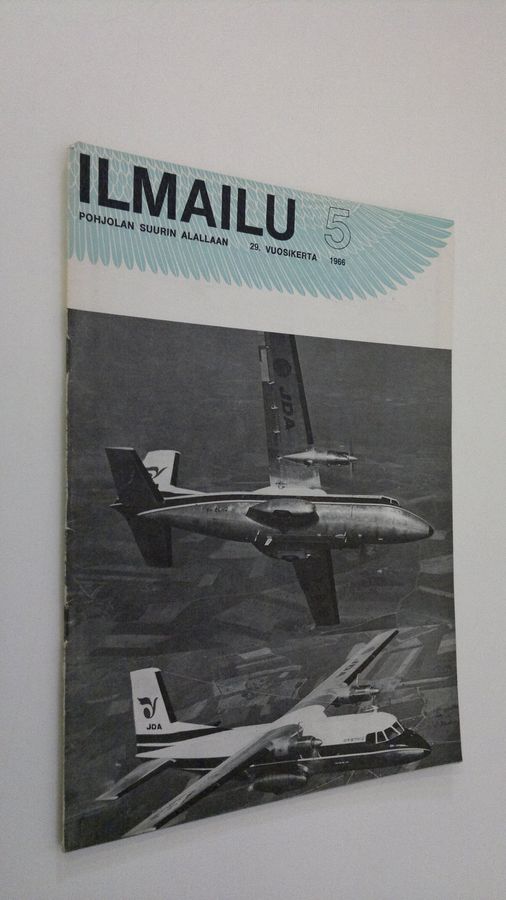 ILMAILU 5
POHJOLAN SUURIN ALALLAAN 29. VUOSIKERTA 1966
JDA
JDA